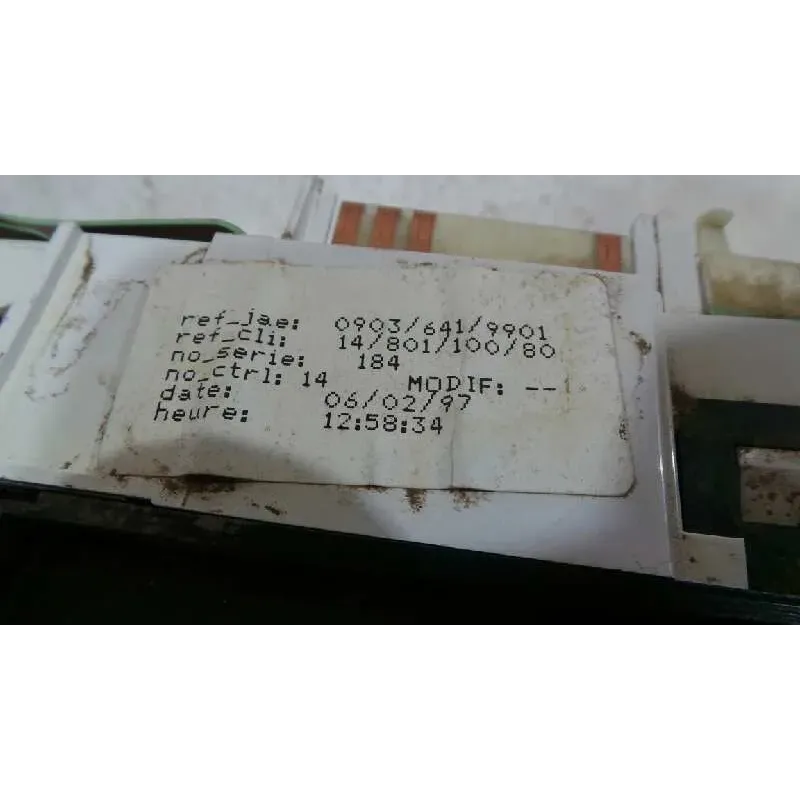 ref_jae: 0903/641/9901
ref_cli: 14/801/100/80
no_serie: 184
no_ctrl: 14 MODIF: --
date: 06/02/97
heure: 12:58:34